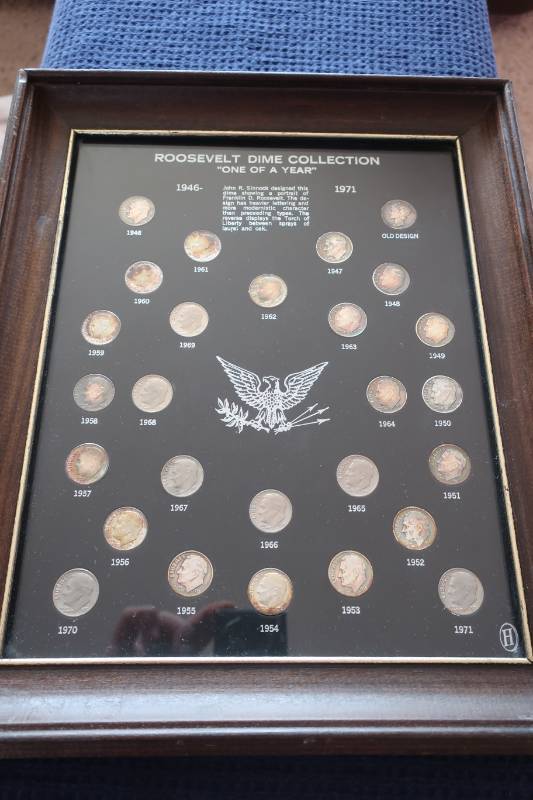 ROOSEVELT DIME COLLECTION
"ONE OF A YEAR"
1946-
1971
John R. Sinnock designed this
dime showing a portrait of
Franklin D. Roosevelt. The de-
sign has heavier lettering and
more modernistic character
than preceeding types. The
reverse displays the Torch of
Liberty between sprays of
laurel and oak.
1946
OLD DESIGN
1961
1947
1960
1962
1948
1959
1969
1963
1949
1958
1968
1964
1950
1957
1967
1965
1951
1966
1956
1952
1955
1953
1970
1954
1971
H